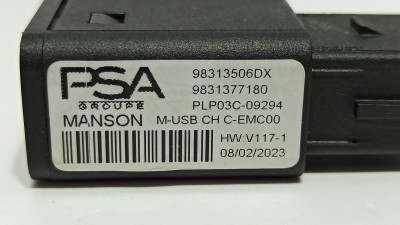 PSA
GROUPE
98313506DX
9831377180
PLP03C-09294
MANSON M-USB CH C-EMC00
HW:V117-1
08/02/2023